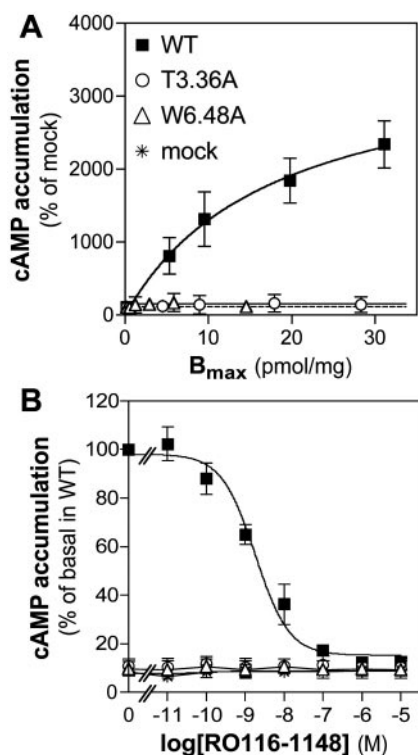 A
WT
T3.36A
W6.48A
mock
cAMP accumulation
(% of mock)
4000
3000
2000
1000
0
0 10 20 30
Bmax (pmol/mg)
B
cAMP accumulation
(% of basal in WT)
120
100
80
60
40
20
0
0 -11 -10 -9 -8 -7 -6 -5
log[RO116-1148] (M)